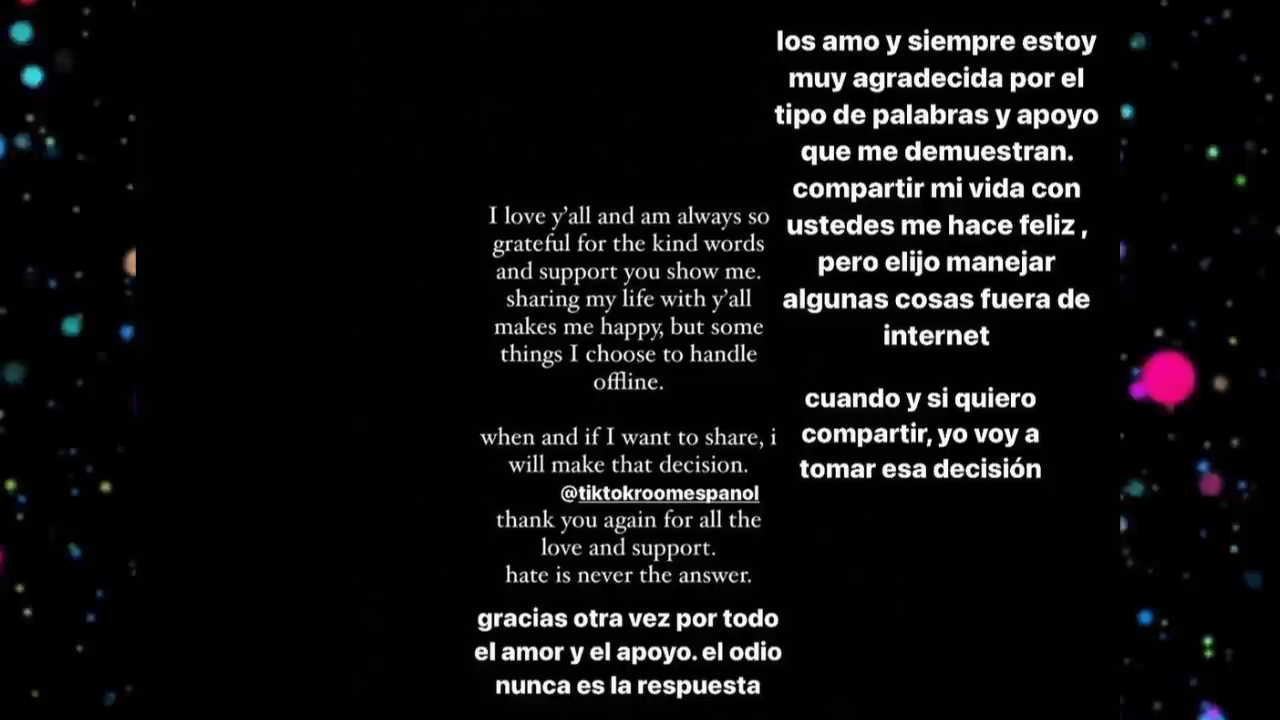 I love y’all and am always so
grateful for the kind words
and support you show me.
sharing my life with y’all
makes me happy, but some
things I choose to handle
offline.
when and if I want to share, i
will make that decision.
@tiktokroomespanol
thank you again for all the
love and support.
hate is never the answer.
los amo y siempre estoy
muy agradecida por el
tipo de palabras y apoyo
que me demuestran.
compartir mi vida con
ustedes me hace feliz ,
pero elijo manejar
algunas cosas fuera de
internet
cuando y si quiero
compartir, yo voy a
tomar esa decisión
gracias otra vez por todo
el amor y el apoyo. el odio
nunca es la respuesta